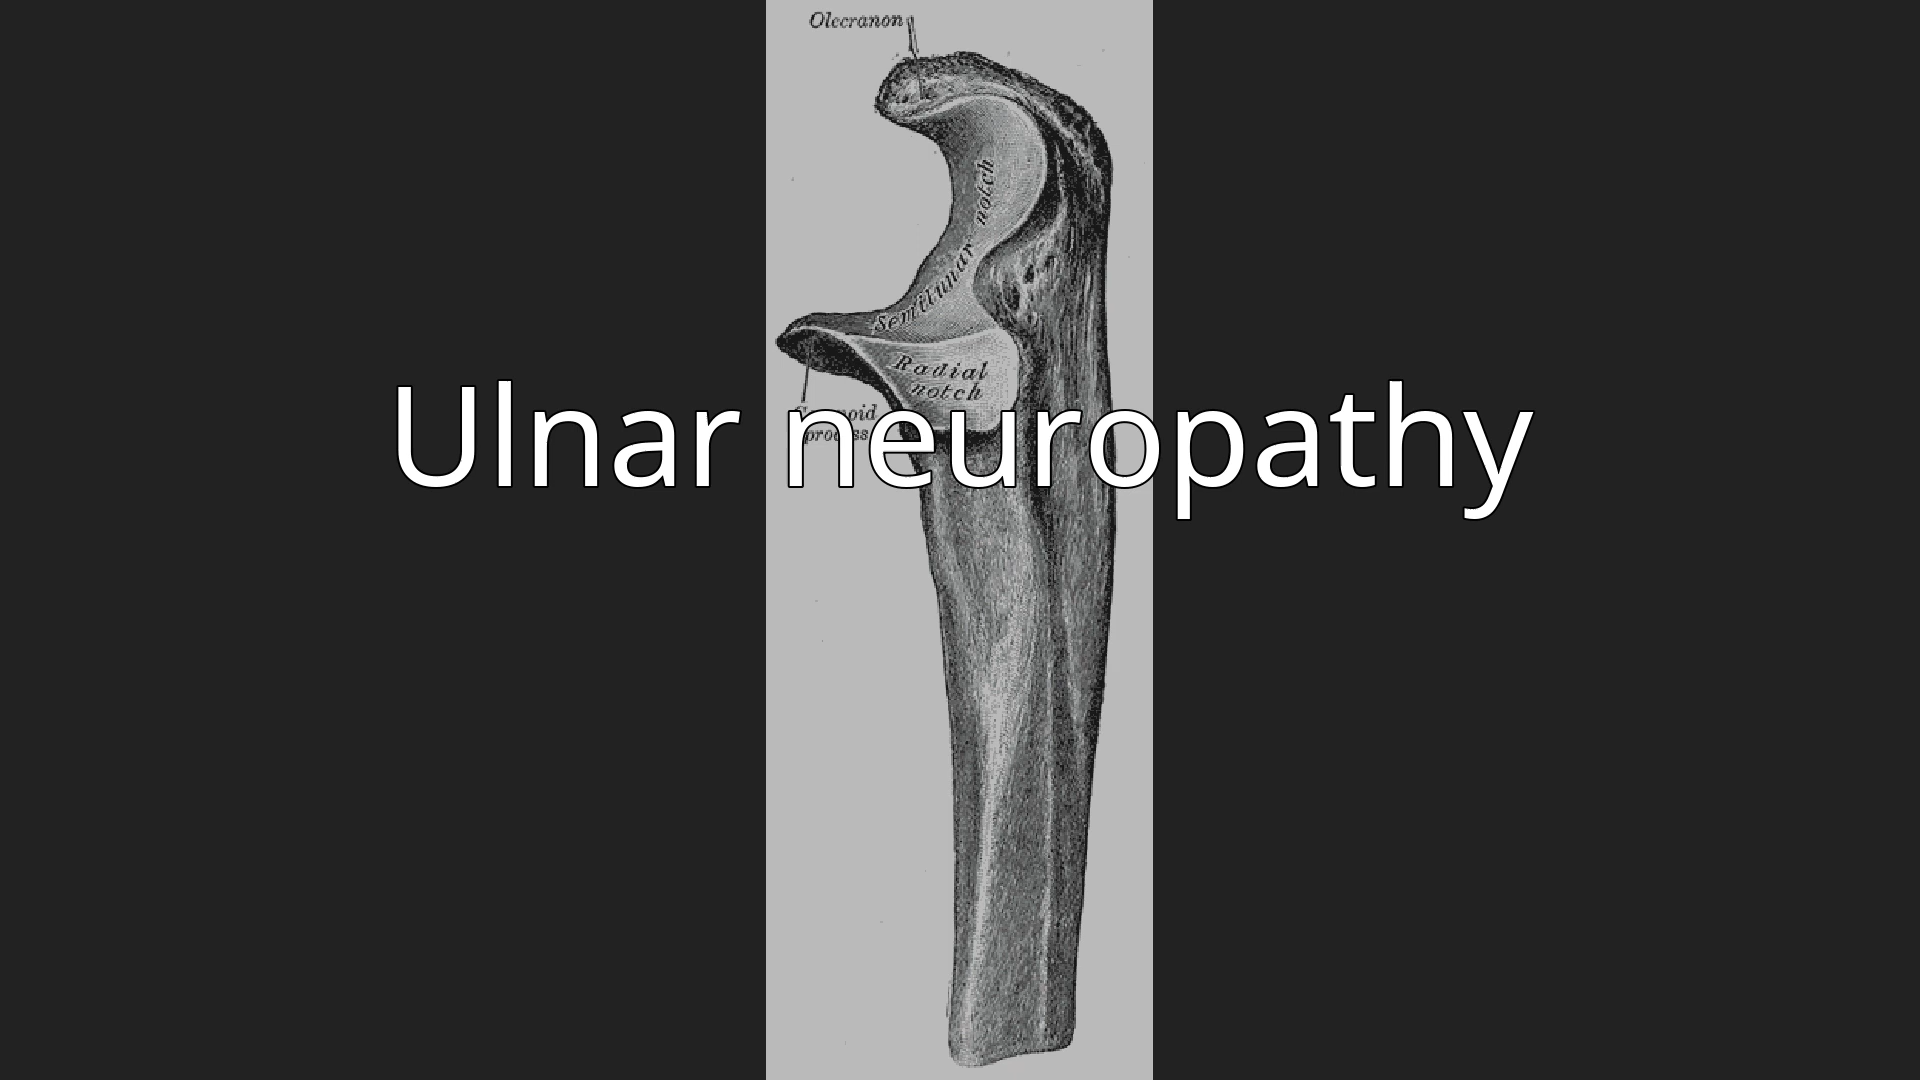 Olecranon
Semilunar notch
Radial
notch
Ulnar neuropathy